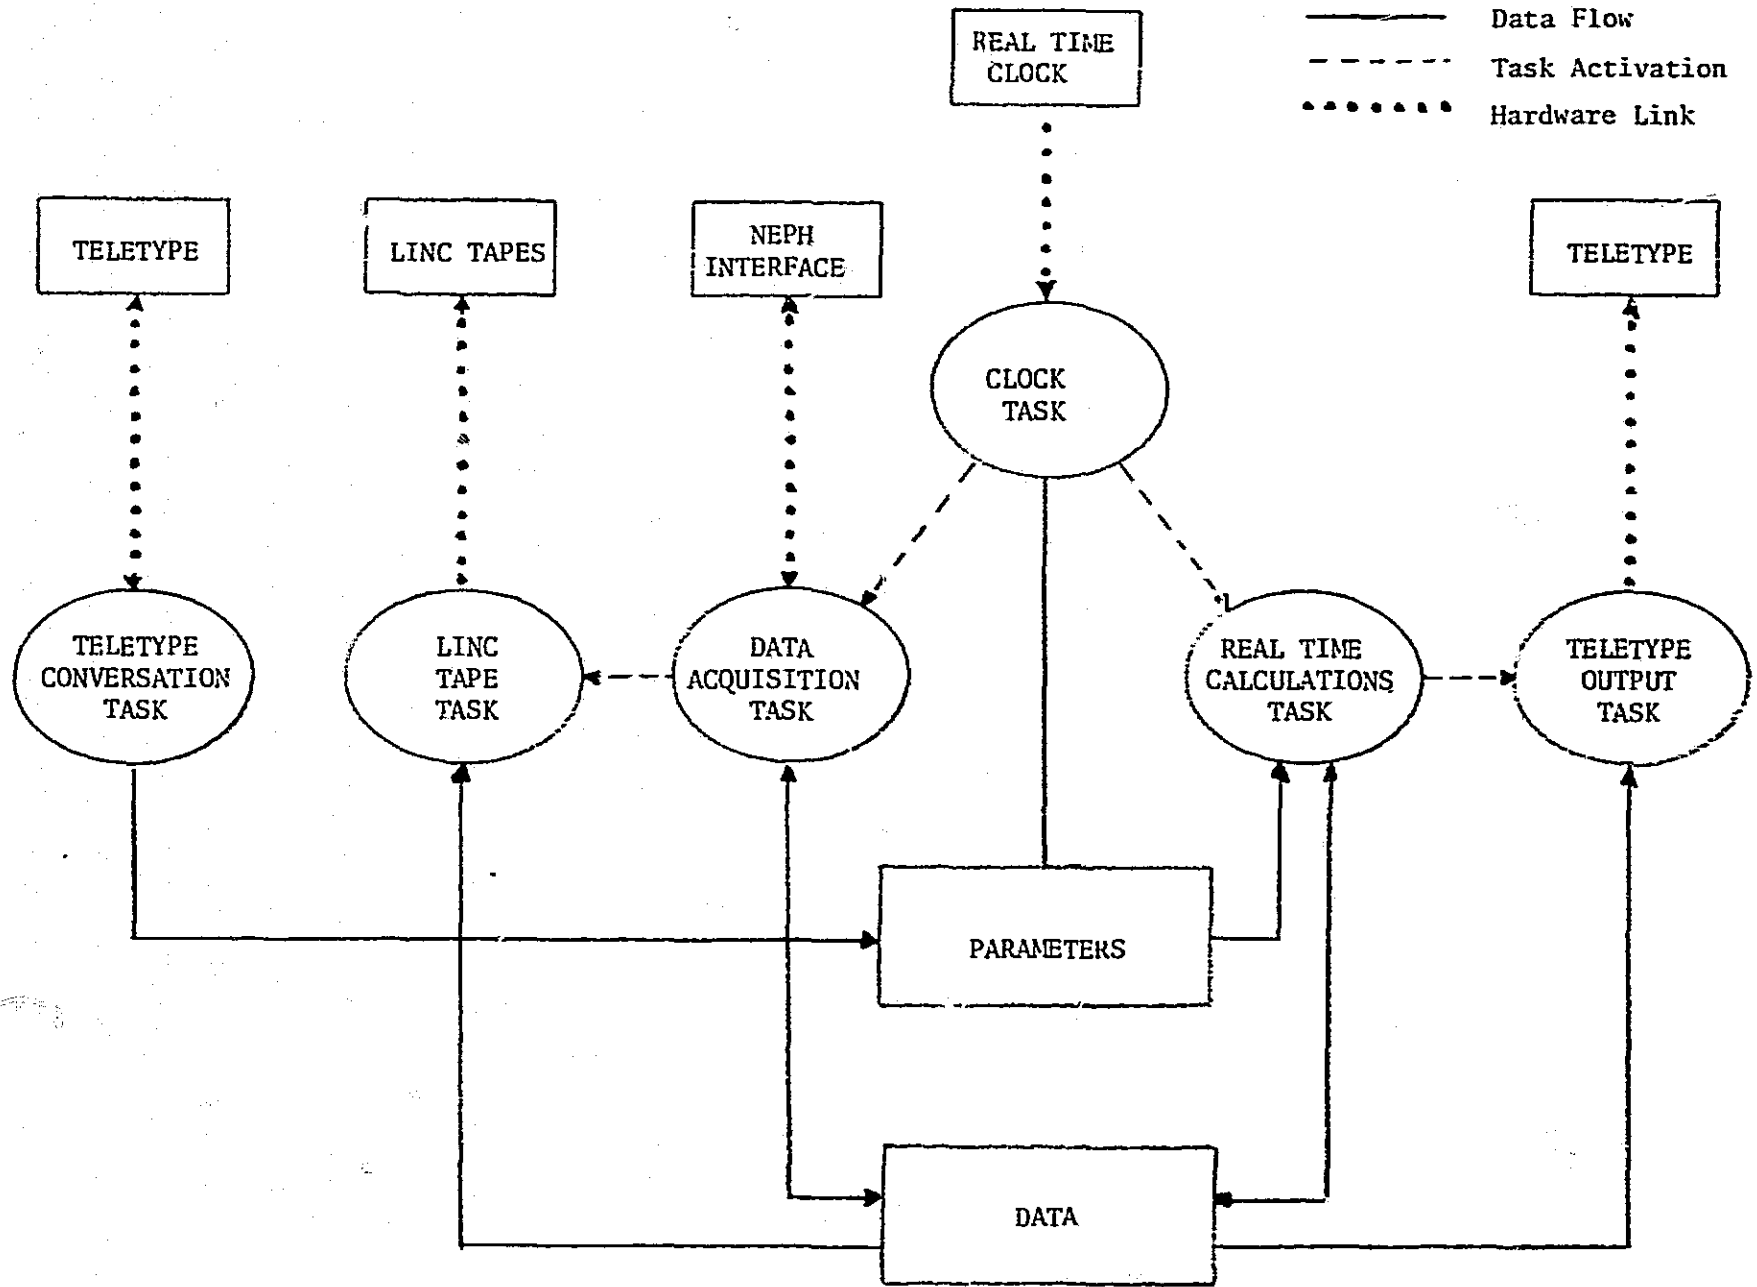 Data Flow
Task Activation
Hardware Link
REAL TIME
CLOCK
TELETYPE
LINC TAPES
NEPH
INTERFACE
TELETYPE
CLOCK
TASK
TELETYPE
CONVERSATION
TASK
LINC
TAPE
TASK
DATA
ACQUISITION
TASK
REAL TIME
CALCULATIONS
TASK
TELETYPE
OUTPUT
TASK
PARAMETERS
DATA